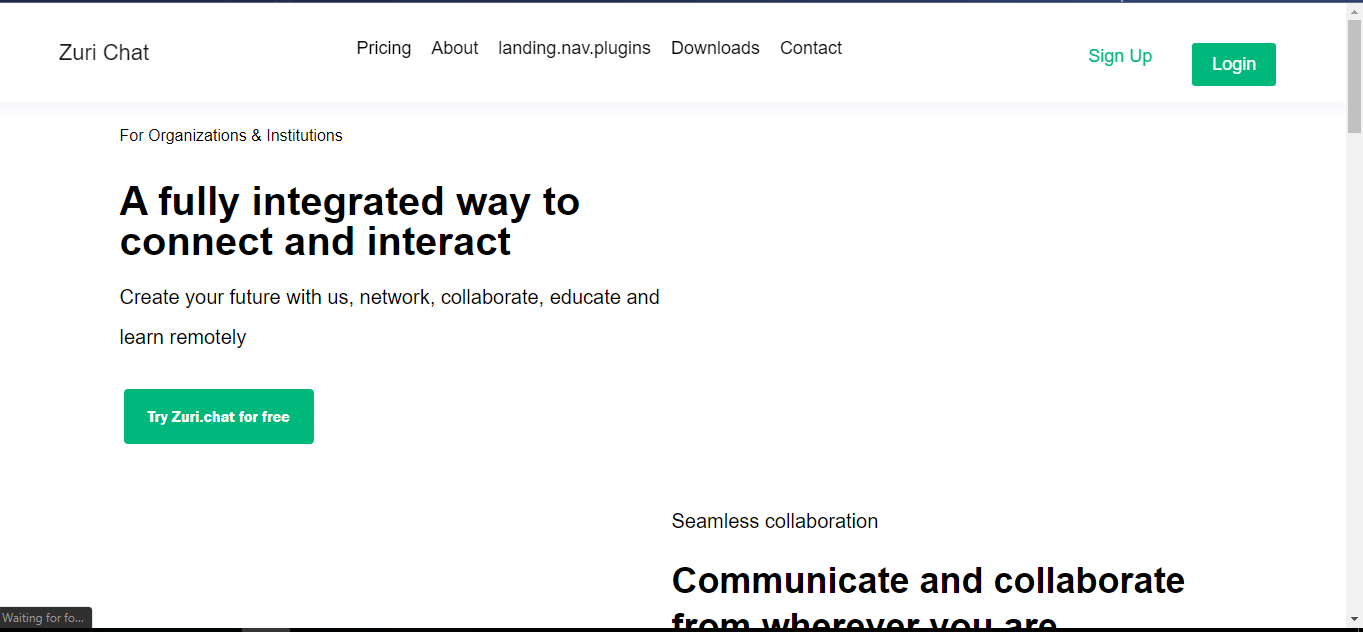 Zuri Chat
Pricing About landing.nav.plugins Downloads Contact
Sign Up
Login
For Organizations & Institutions
A fully integrated way to
connect and interact
Create your future with us, network, collaborate, educate and
learn remotely
Try Zuri.chat for free
Seamless collaboration
Communicate and collaborate
from wherever you are
Waiting for fo...